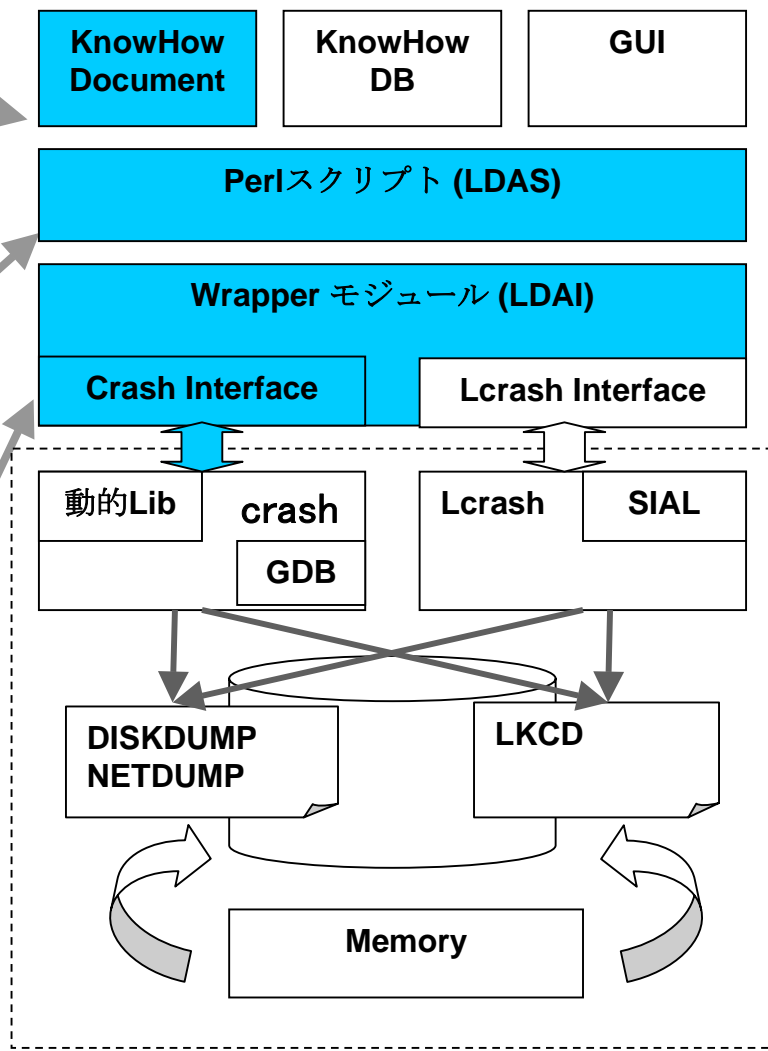 KnowHow
Document
KnowHow
DB
GUI
Perlスクリプト (LDAS)
Wrapper モジュール (LDAI)
Crash Interface
Lcrash Interface
動的Lib
crash
GDB
Lcrash
SIAL
DISKDUMP
NETDUMP
LKCD
Memory